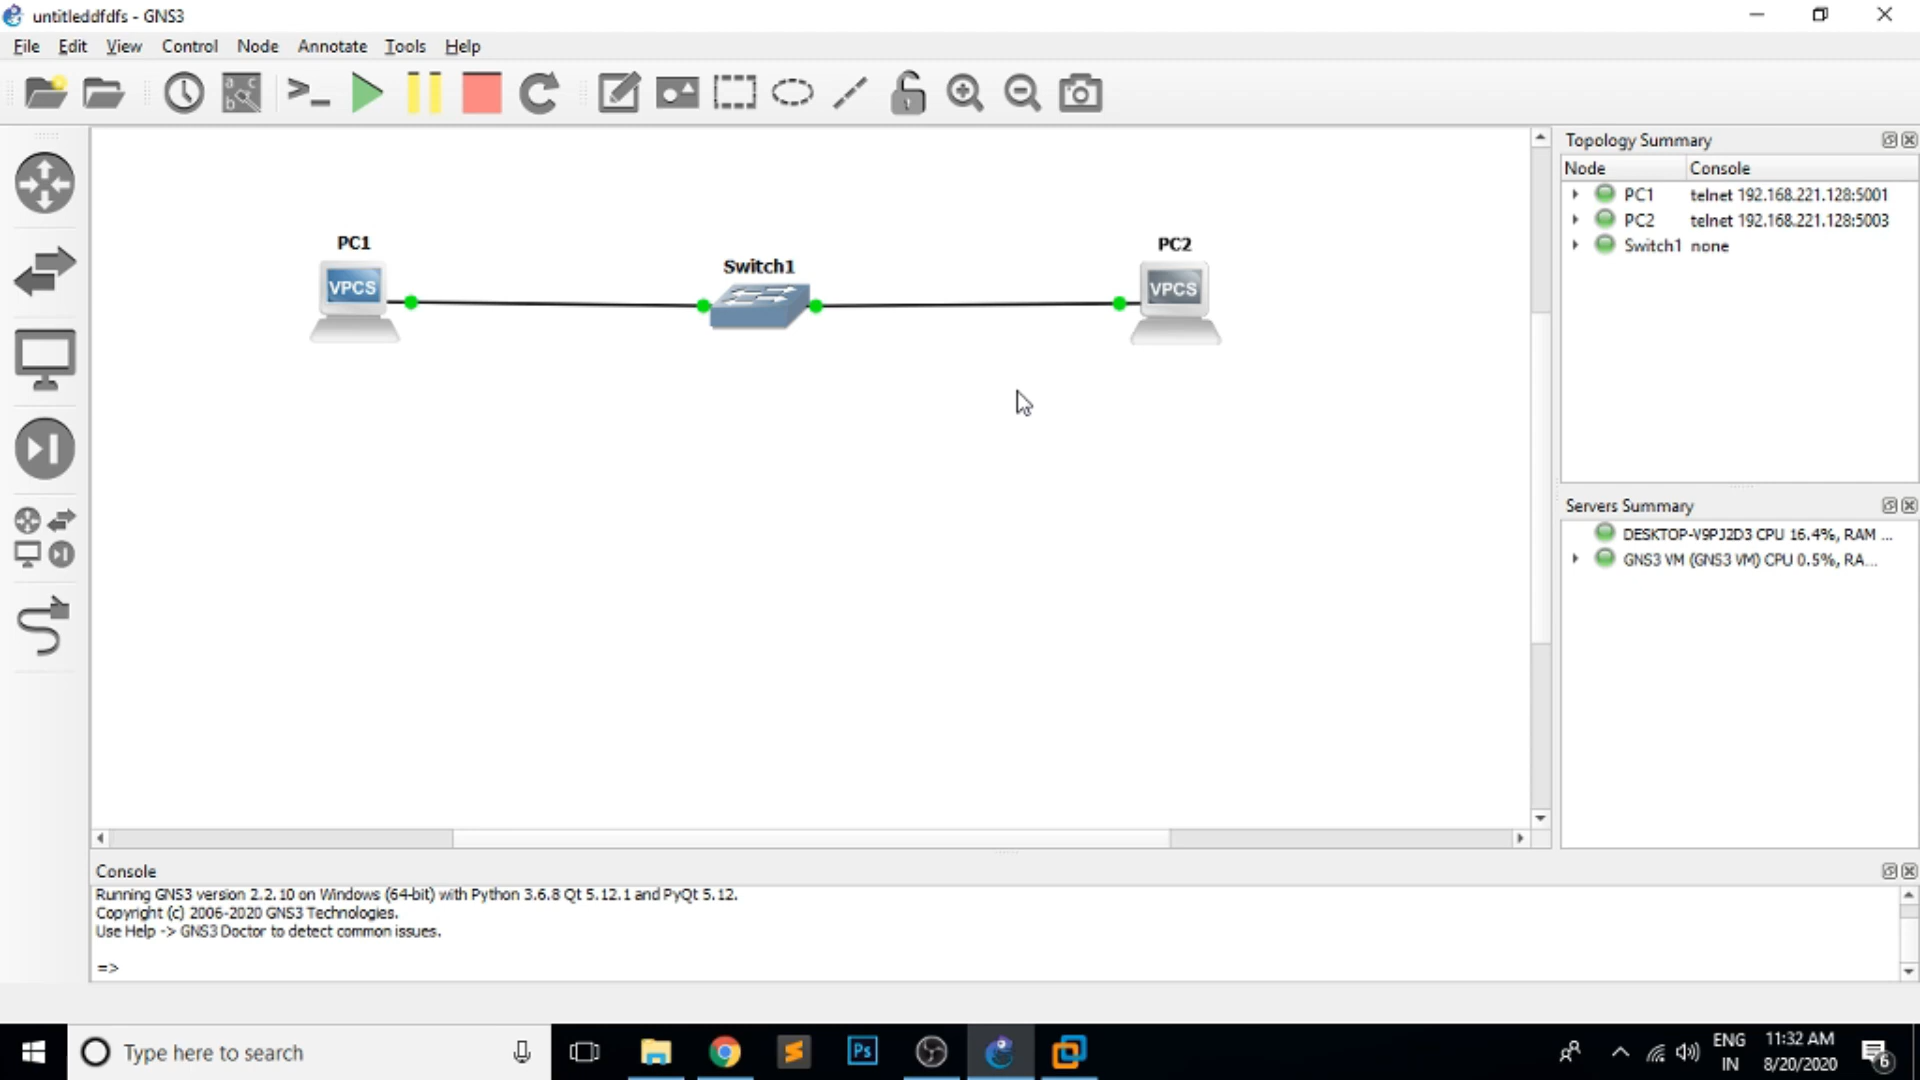 untitleddfdfs - GNS3
File Edit View Control Node Annotate Tools Help
PC1
VPCS
Switch1
PC2
VPCS
Topology Summary
Node Console
PC1 telnet 192.168.221.128:5001
PC2 telnet 192.168.221.128:5003
Switch1 none
Servers Summary
DESKTOP-V9PJ2D3 CPU 16.4%, RAM ...
GNS3 VM (GNS3 VM) CPU 0.5%, RA...
Console
Running GNS3 version 2.2.10 on Windows (64-bit) with Python 3.6.8 Qt 5.12.1 and PyQt 5.12.
Copyright (c) 2006-2020 GNS3 Technologies.
Use Help -> GNS3 Doctor to detect common issues.
=>
Type here to search
Ps
ENG
IN
11:32 AM
8/20/2020
6